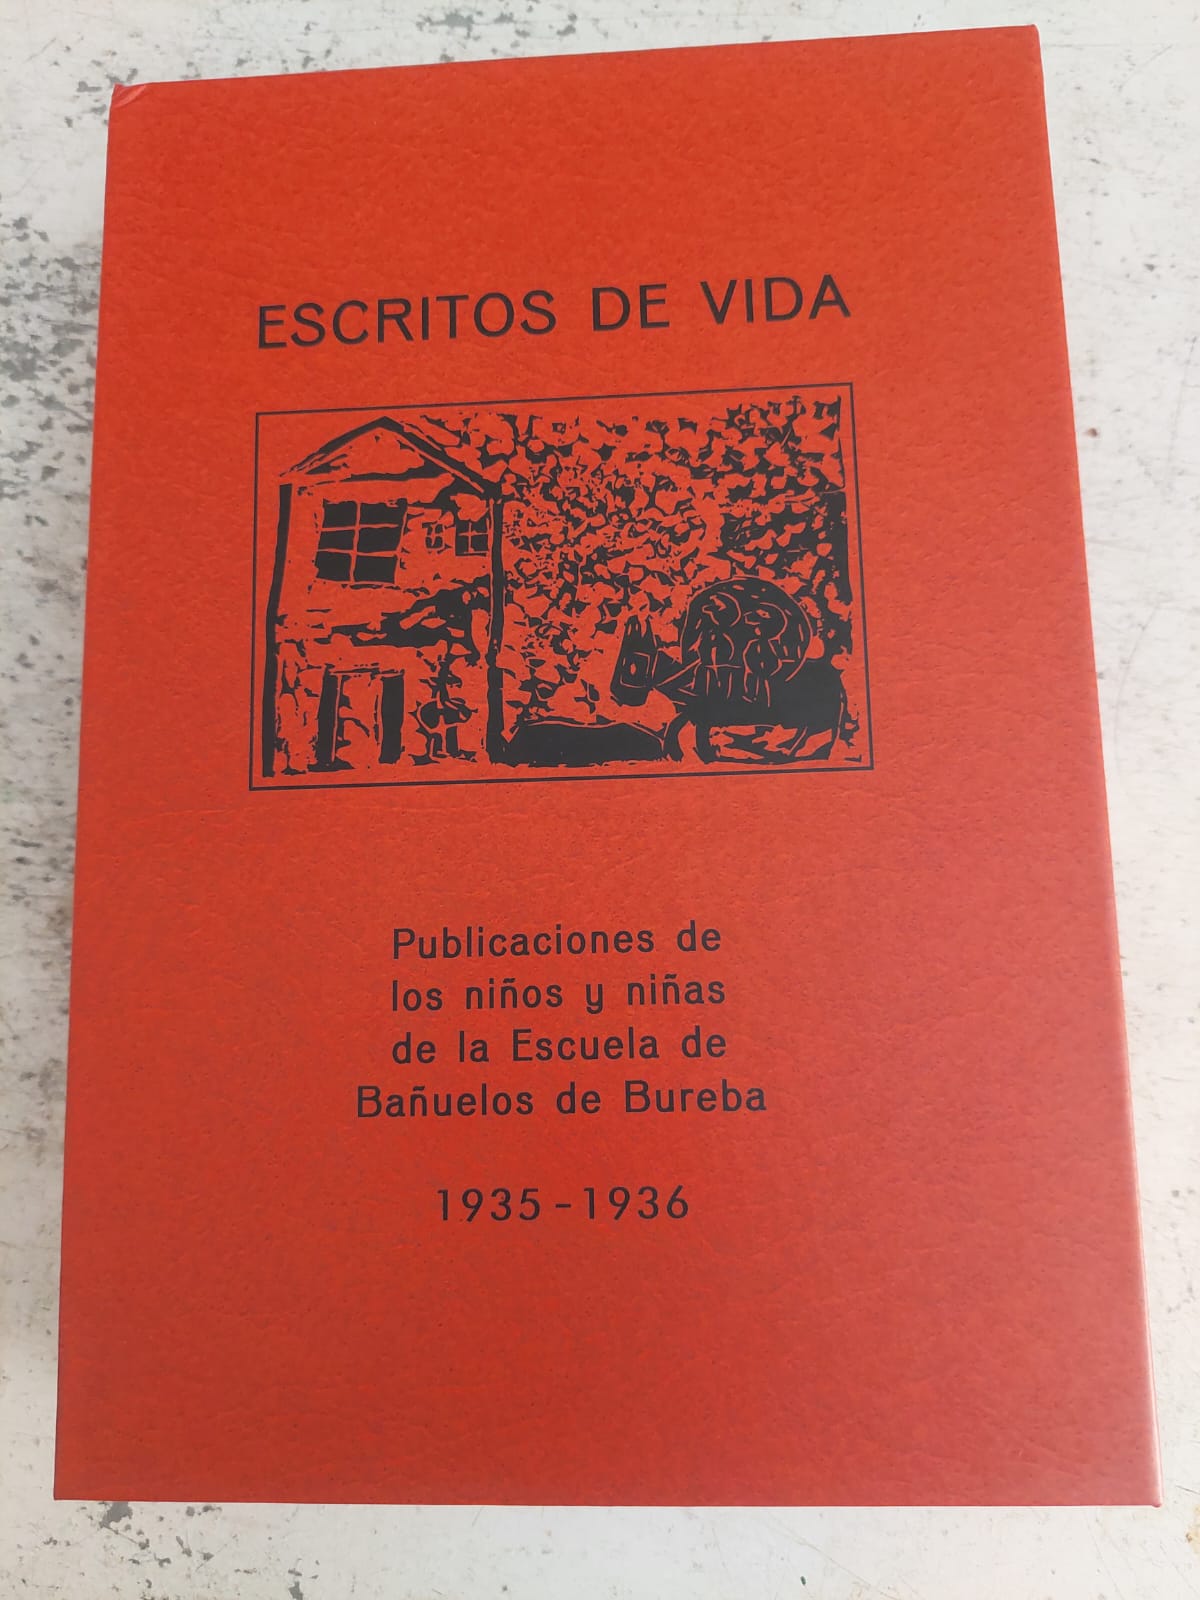 ESCRITOS DE VIDA
Publicaciones de
los niños y niñas
de la Escuela de
Bañuelos de Bureba
1935-1936